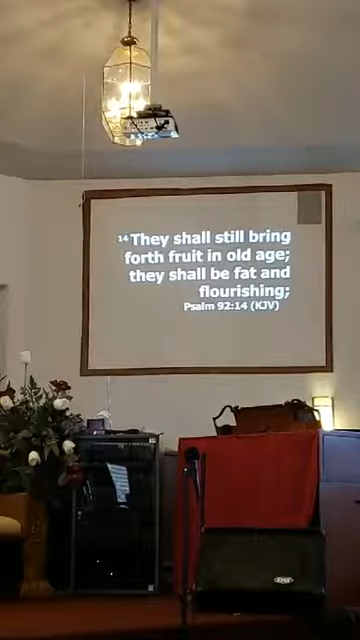 14 They shall still bring
forth fruit in old age;
they shall be fat and
flourishing;
Psalm 92:14 (KJV)